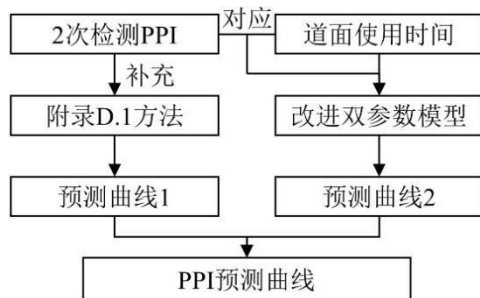 2次检测PPI
对应
道面使用时间
补充
附录D.1方法
改进双参数模型
预测曲线1
预测曲线2
PPI预测曲线